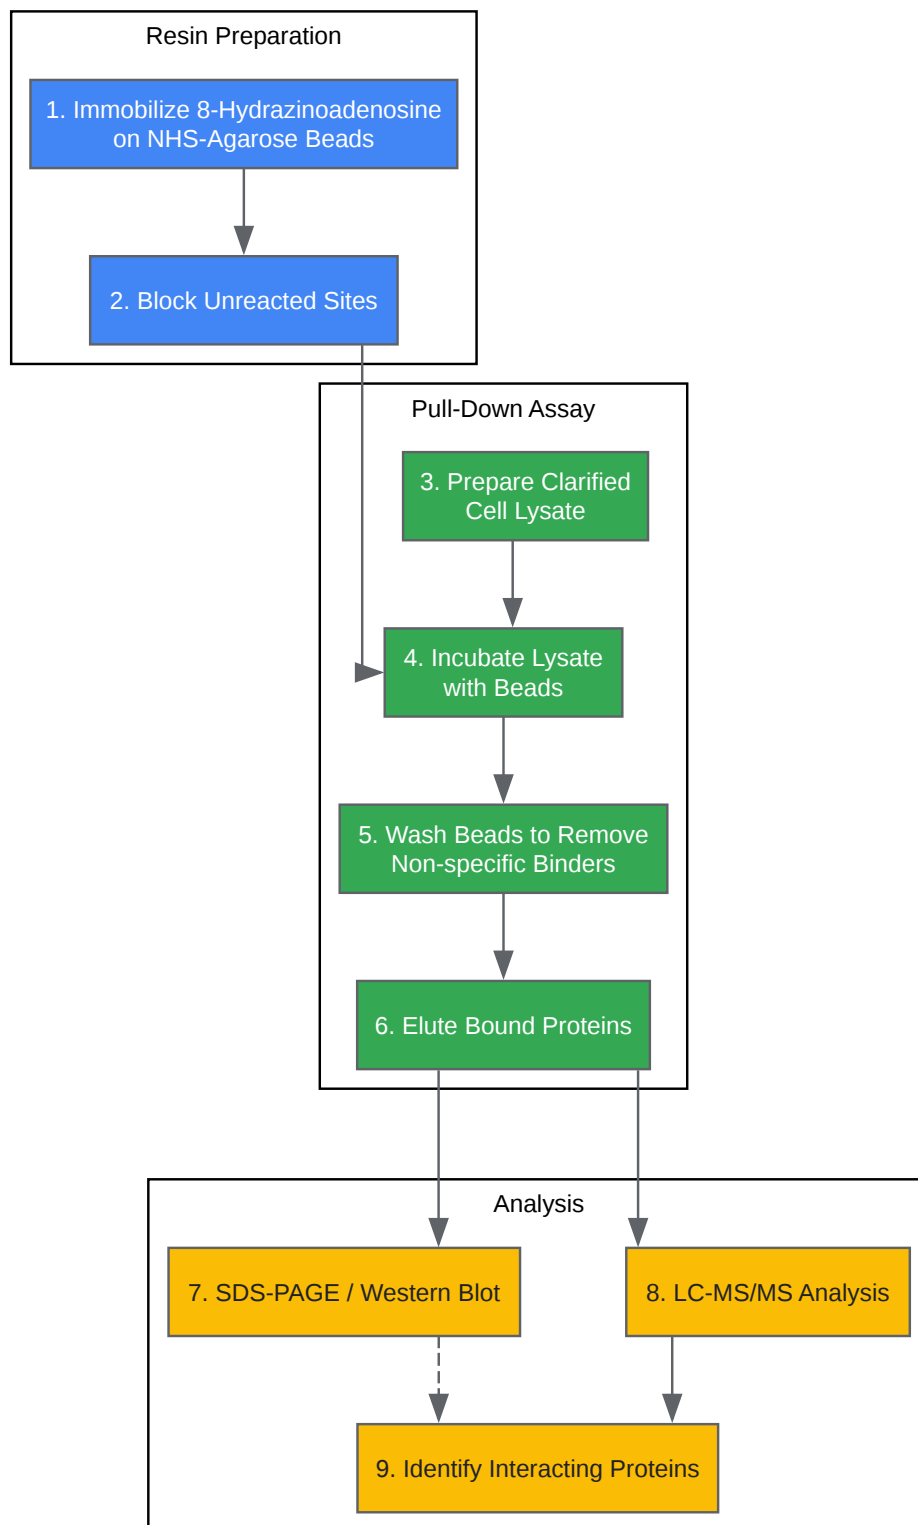 Resin Preparation
1. Immobilize 8-Hydrazinoadenosine
on NHS-Agarose Beads
2. Block Unreacted Sites
Pull-Down Assay
3. Prepare Clarified
Cell Lysate
4. Incubate Lysate
with Beads
5. Wash Beads to Remove
Non-specific Binders
6. Elute Bound Proteins
Analysis
7. SDS-PAGE / Western Blot
8. LC-MS/MS Analysis
9. Identify Interacting Proteins